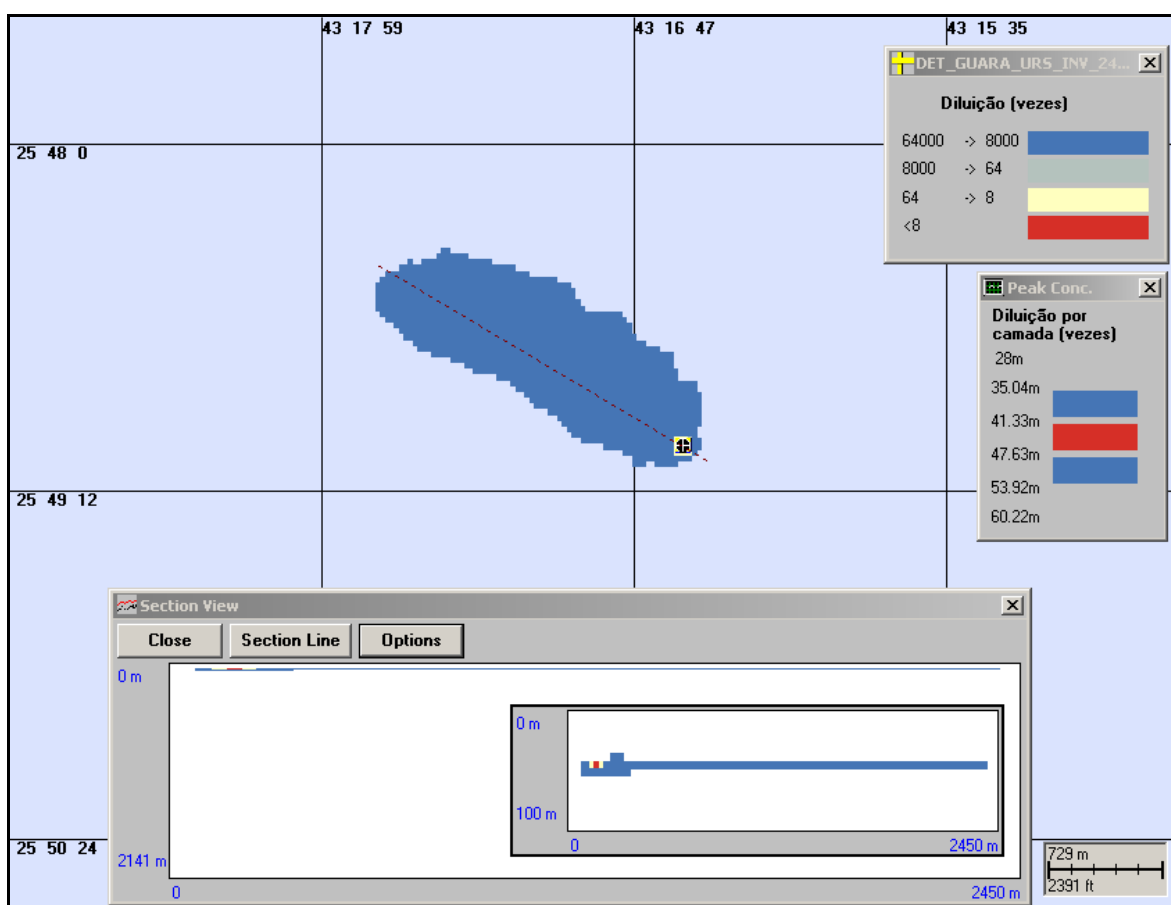 43 17 59
43 16 47
43 15 35
DET_GUARA_URS_INV_24...
Diluição (vezes)
64000 -> 8000
8000 -> 64
64 -> 8
<8
25 48 0
Peak Conc.
Diluição por
camada (vezes)
28m
35.04m
41.33m
47.63m
53.92m
60.22m
25 49 12
Section View
Close Section Line Options
0 m
0 m
100 m
0 2450 m
2141 m
0 2450 m
25 50 24
729 m
2391 ft